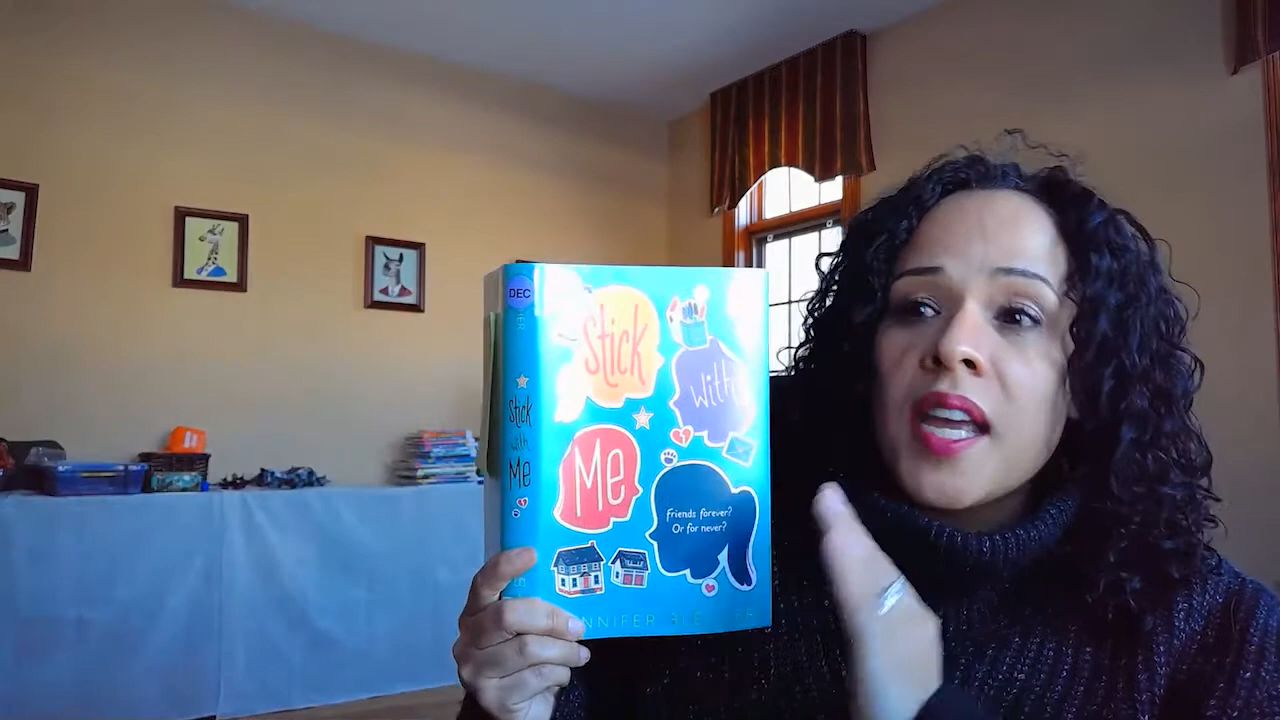 DEC
Stick
with
Me
Stick
with
Me
friends forever?
Or for never?